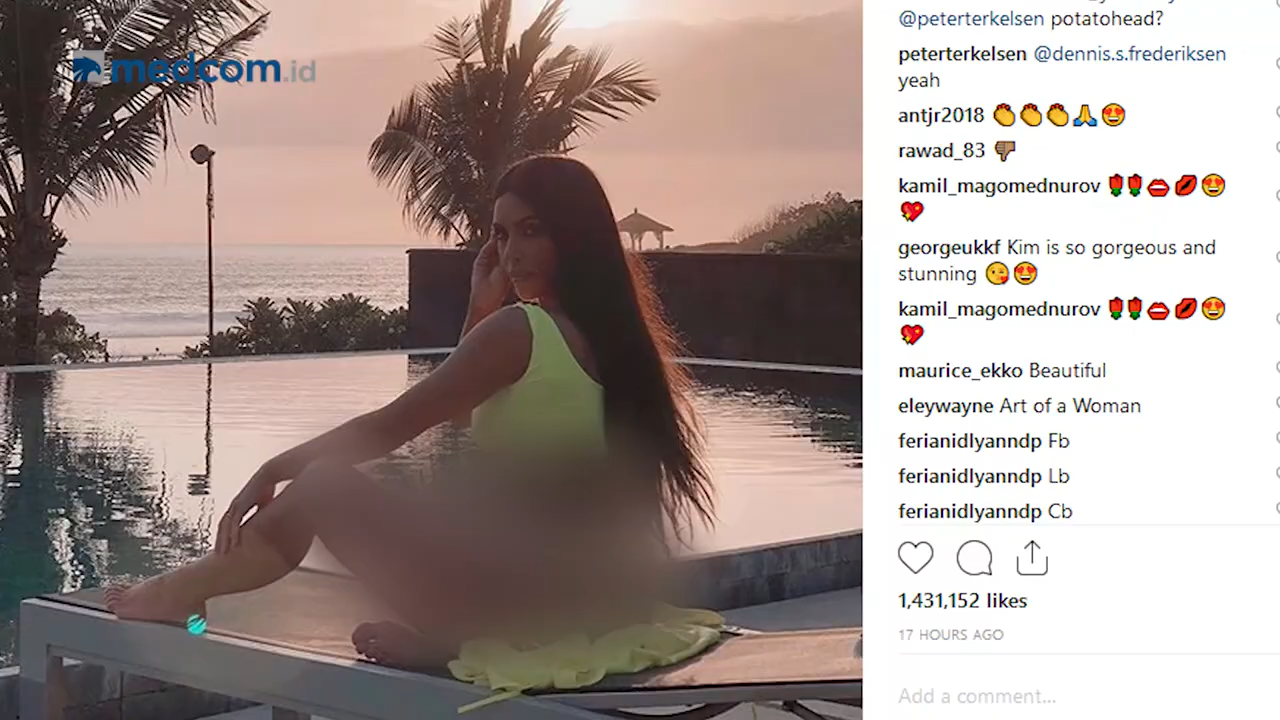 medcom.id
@peterterkelsen potatohead?
peterterkelsen @dennis.s.frederiksen
yeah
antjr2018 👏👏👏🙏😍
rawad_83 👎🏽
kamil_magomednurov 🌹🌹👄💋😍
💖
georgeukkf Kim is so gorgeous and
stunning 😘😍
kamil_magomednurov 🌹🌹👄💋😍
💖
maurice_ekko Beautiful
eleywayne Art of a Woman
ferianidlyanndp Fb
ferianidlyanndp Lb
ferianidlyanndp Cb
1,431,152 likes
17 HOURS AGO
Add a comment...